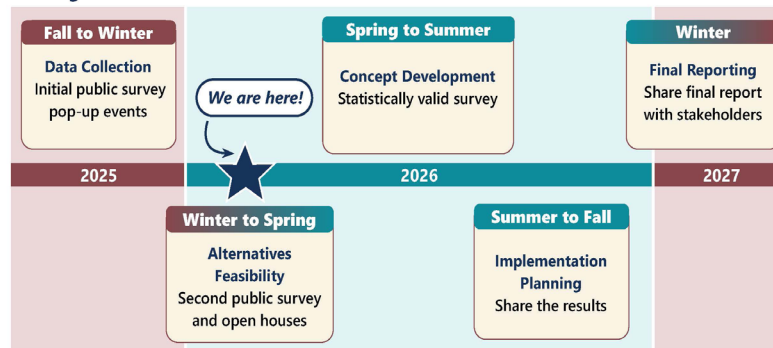 Fall to Winter
Data Collection
Initial public survey
pop-up events
We are here!
Spring to Summer
Concept Development
Statistically valid survey
Winter
Final Reporting
Share final report
with stakeholders
2025
2026
2027
Winter to Spring
Alternatives
Feasibility
Second public survey
and open houses
Summer to Fall
Implementation
Planning
Share the results